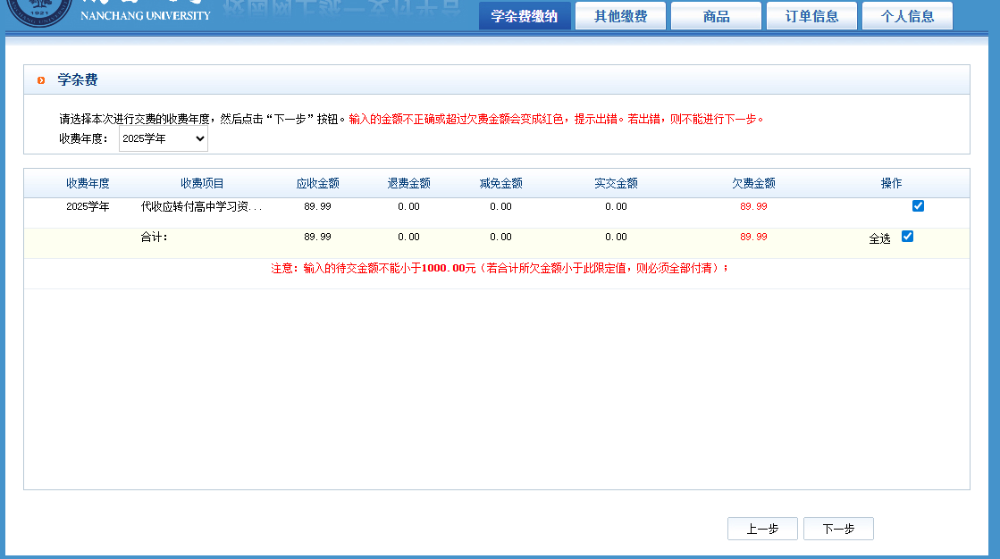 NANCHANG UNIVERSITY
1921
学杂费缴纳 其他缴费 商品 订单信息 个人信息
学杂费
请选择本次进行交费的收费年度，然后点击“下一步”按钮。输入的金额不正确或超过欠费金额会变成红色，提示出错。若出错，则不能进行下一步。
收费年度： 2025学年
收费年度 收费项目 应收金额 退费金额 减免金额 实交金额 欠费金额 操作
2025学年 代收应转付高中学习资... 89.99 0.00 0.00 0.00 89.99
合计： 89.99 0.00 0.00 0.00 89.99 全选
注意：输入的待交金额不能小于1000.00元（若合计所欠金额小于此限定值，则必须全部付清）；
上一步 下一步